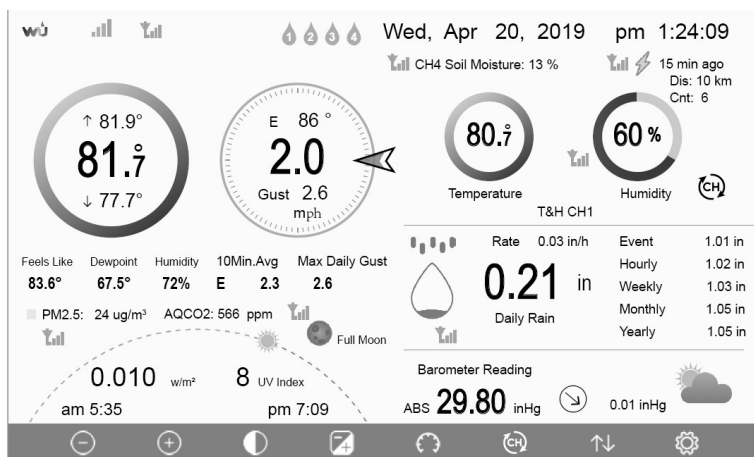 wu
1 2 3 4
Wed, Apr 20, 2019 pm 1:24:09
CH4 Soil Moisture: 13 %
15 min ago
Dis: 10 km
Cnt: 6
↑ 81.9°
81.7°
↓ 77.7°
E 86 °
2.0
Gust 2.6
mph
80.7°
Temperature
60 %
Humidity
CH
T&H CH1
Feels Like Dewpoint Humidity 10Min.Avg Max Daily Gust
83.6° 67.5° 72% E 2.3 2.6
PM2.5: 24 ug/m³ AQCO2: 566 ppm
Full Moon
0.010 w/m² 8 UV Index
am 5:35 pm 7:09
Rate 0.03 in/h
0.21 in
Daily Rain
Event 1.01 in
Hourly 1.02 in
Weekly 1.03 in
Monthly 1.05 in
Yearly 1.05 in
Barometer Reading
ABS 29.80 inHg 0.01 inHg
CH